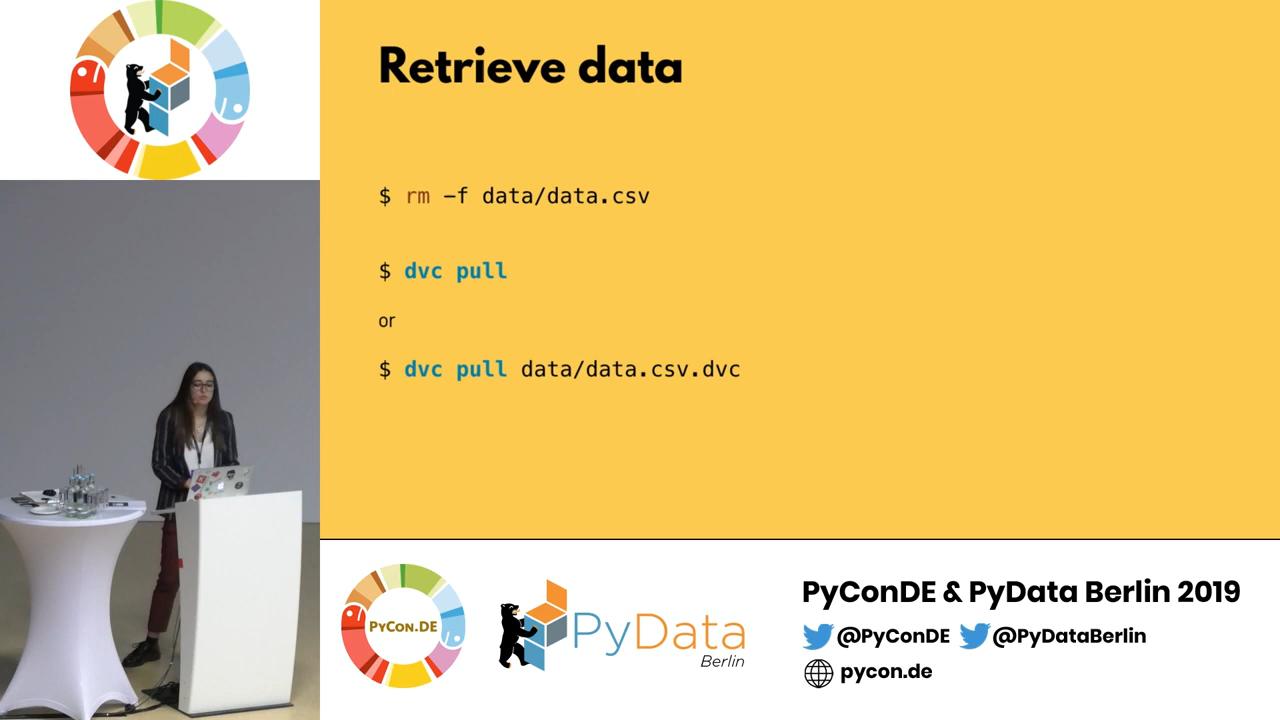 Retrieve data
$ rm -f data/data.csv
$ dvc pull
or
$ dvc pull data/data.csv.dvc
PYCON.DE
PyData
Berlin
PyConDE & PyData Berlin 2019
@PyConDE @PyDataBerlin
pycon.de